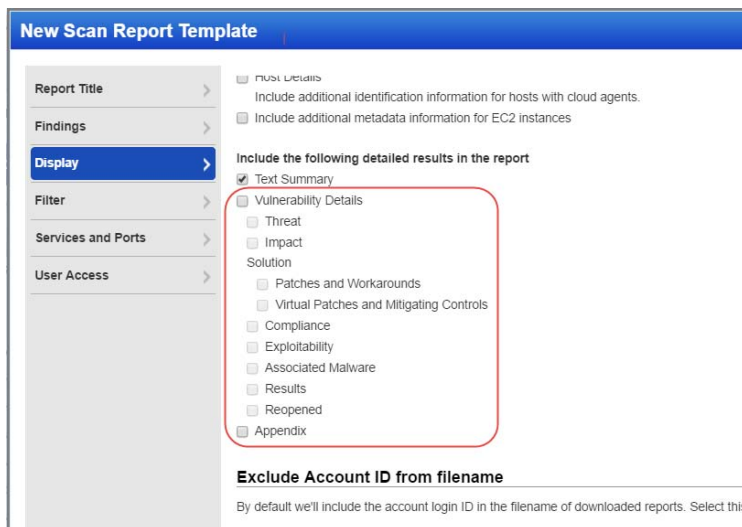 New Scan Report Template
Report Title
Findings
Display
Filter
Services and Ports
User Access
Host Details
Include additional identification information for hosts with cloud agents.
Include additional metadata information for EC2 instances
Include the following detailed results in the report
Text Summary
Vulnerability Details
Threat
Impact
Solution
Patches and Workarounds
Virtual Patches and Mitigating Controls
Compliance
Exploitability
Associated Malware
Results
Reopened
Appendix
Exclude Account ID from filename
By default we'll include the account login ID in the filename of downloaded reports. Select this